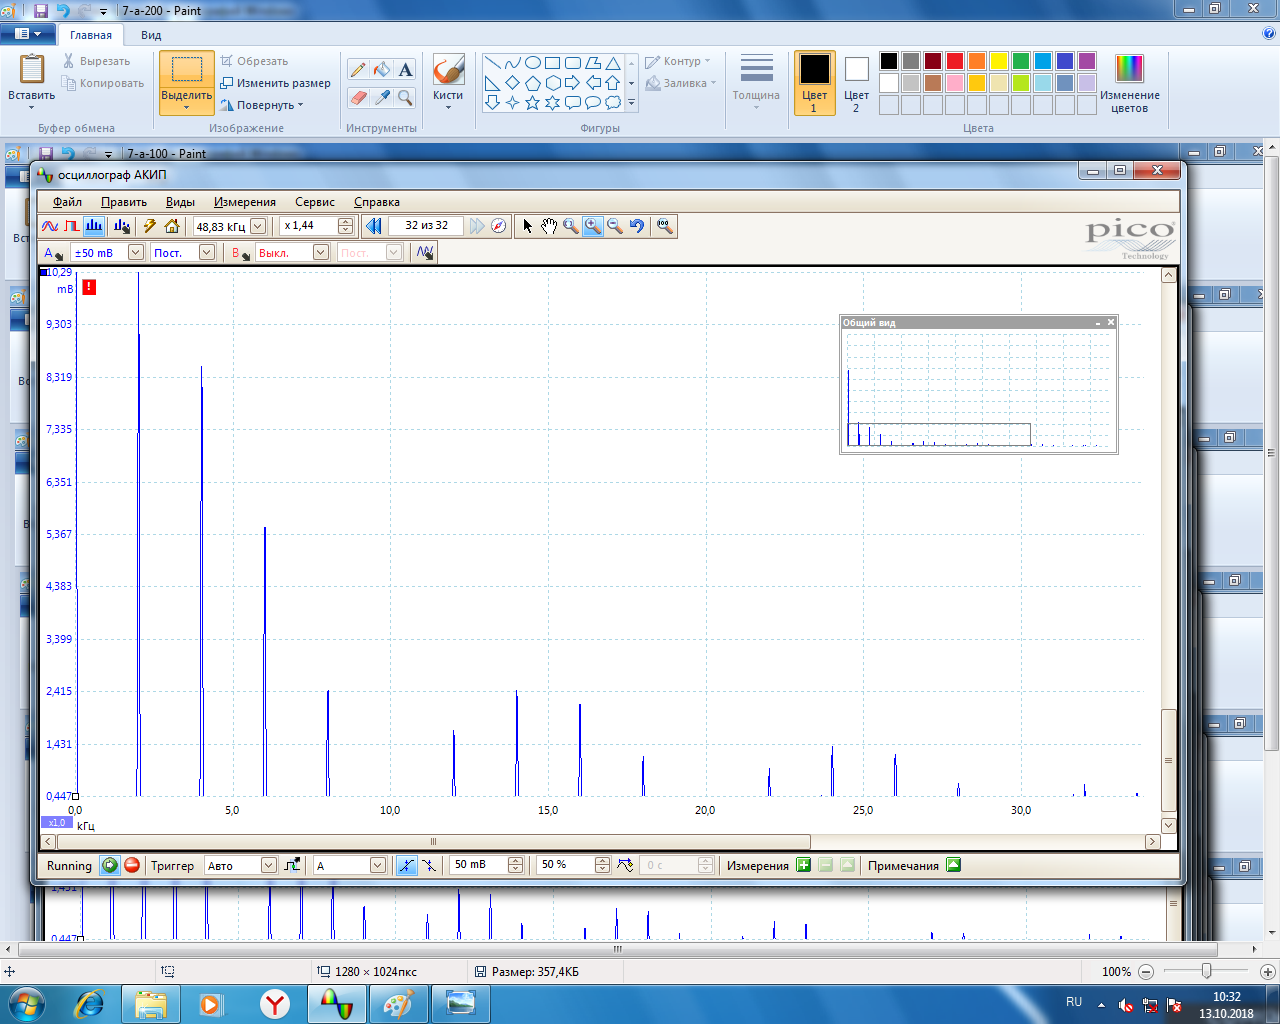 7-a-200 - Paint
Главная Вид
Вставить
Вырезать
Копировать
Буфер обмена
Выделить
Обрезать
Изменить размер
Повернуть
Изображение
Инструменты
Кисти
Контур
Заливка
Фигуры
Толщина
Цвет 1
Цвет 2
Изменение цветов
Цвета
7-a-100 - Paint
осциллограф АКИП
Файл Править Виды Измерения Сервис Справка
48,83 кГц x 1,44 32 из 32
A ±50 mВ Пост. B Выкл. Пост.
pico
Technology
10,29
mВ
9,303
8,319
7,335
6,351
5,367
4,383
3,399
2,415
1,431
0,447
Общий вид
0,0 5,0 10,0 15,0 20,0 25,0 30,0
x1,0 кГц
Running Триггер Авто A 50 mВ 50 % 0 с Измерения Примечания
1,431
0,447
1280 × 1024пкс Размер: 357,4КБ 100%
RU 10:32
13.10.2018